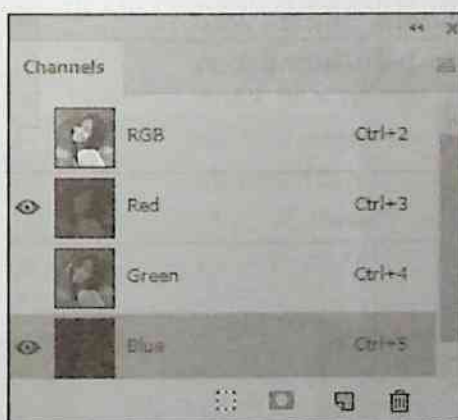 Channels
RGB Ctrl+2
Red Ctrl+3
Green Ctrl+4
Blue Ctrl+5